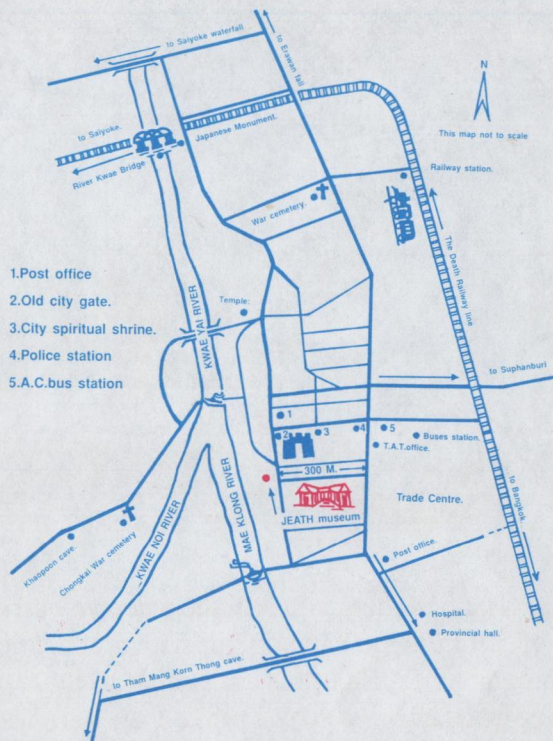 to Saiyoke waterfall
to Erawan fall
N
to Saiyoke.
Japanese Monument.
This map not to scale
River Kwae Bridge
Railway station.
War cemetery.
The Death Railway line
1.Post office
2.Old city gate.
3.City spiritual shrine.
4.Police station
5.A.C.bus station
Temple:
KWAE YAI RIVER
to Suphanburi
1
2
3
4
5
Buses station.
T.A.T.office.
300 M.
JEATH museum
Trade Centre.
to Bangkok.
MAE KLONG RIVER
KWAE NOI RIVER
Khaopoon cave.
Chongkai War cemetery
Post office.
Hospital.
Provincial hall.
to Tham Mang Korn Thong cave.